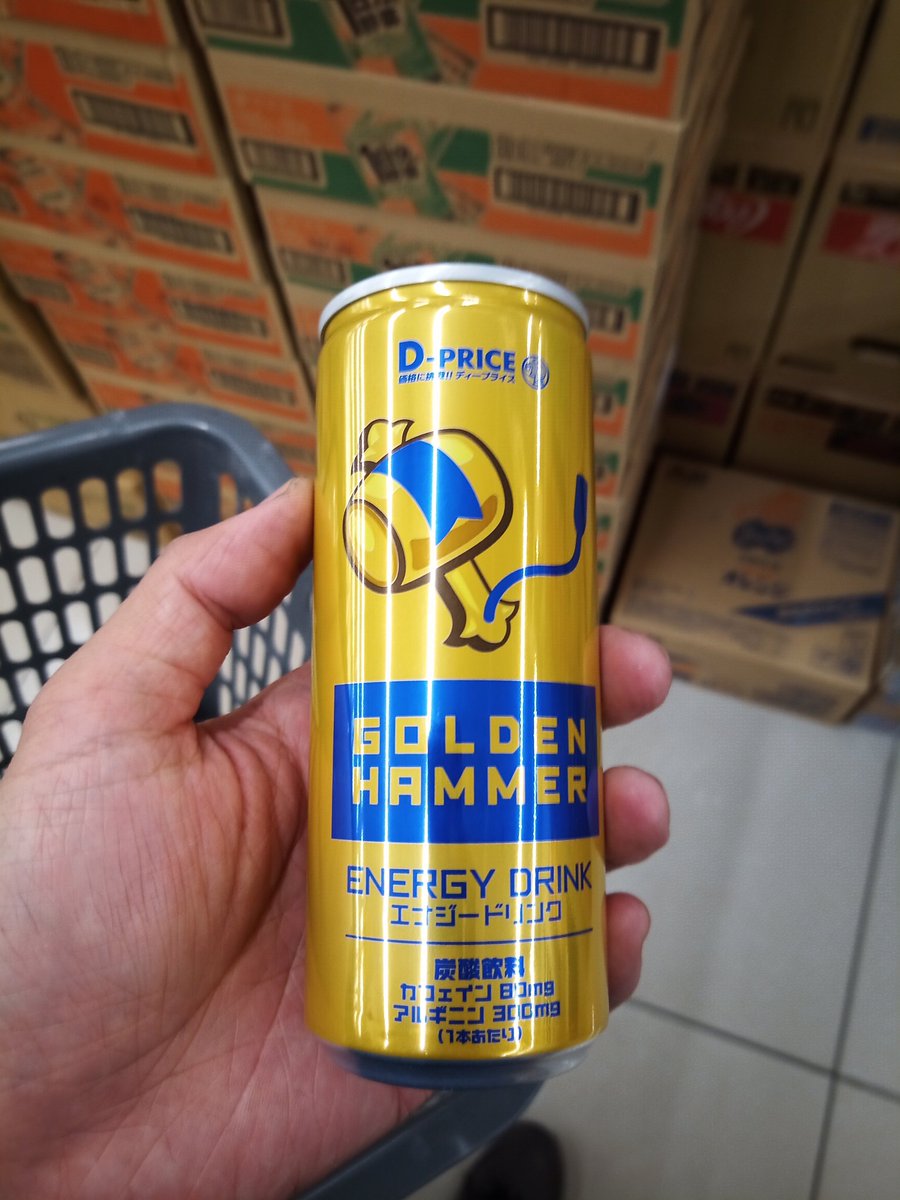 D-PRICE
価格に挑戦!! ディープライス
GOLDEN
HAMMER
ENERGY DRINK
エナジードリンク
炭酸飲料
カフェイン 80mg
アルギニン 300mg
(1本あたり)